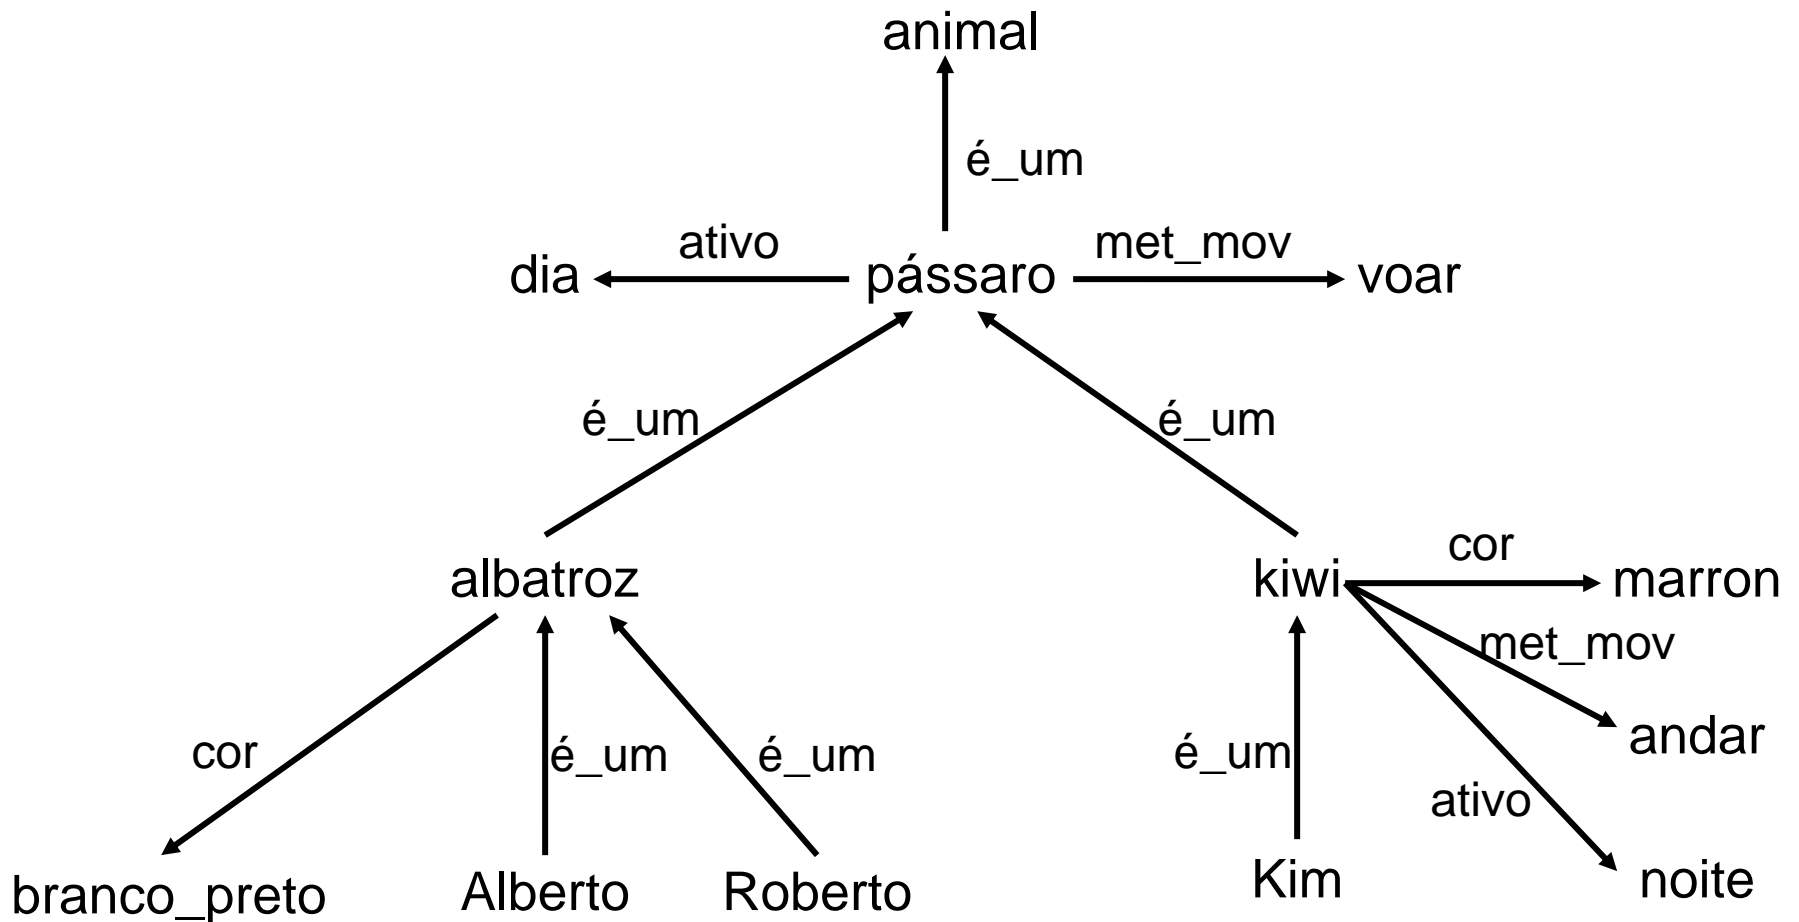 animal
é_um
ativo
met_mov
dia
pássaro
voar
é_um
é_um
albatroz
kiwi
cor
marron
met_mov
andar
cor
é_um
é_um
é_um
ativo
branco_preto
Alberto
Roberto
Kim
noite